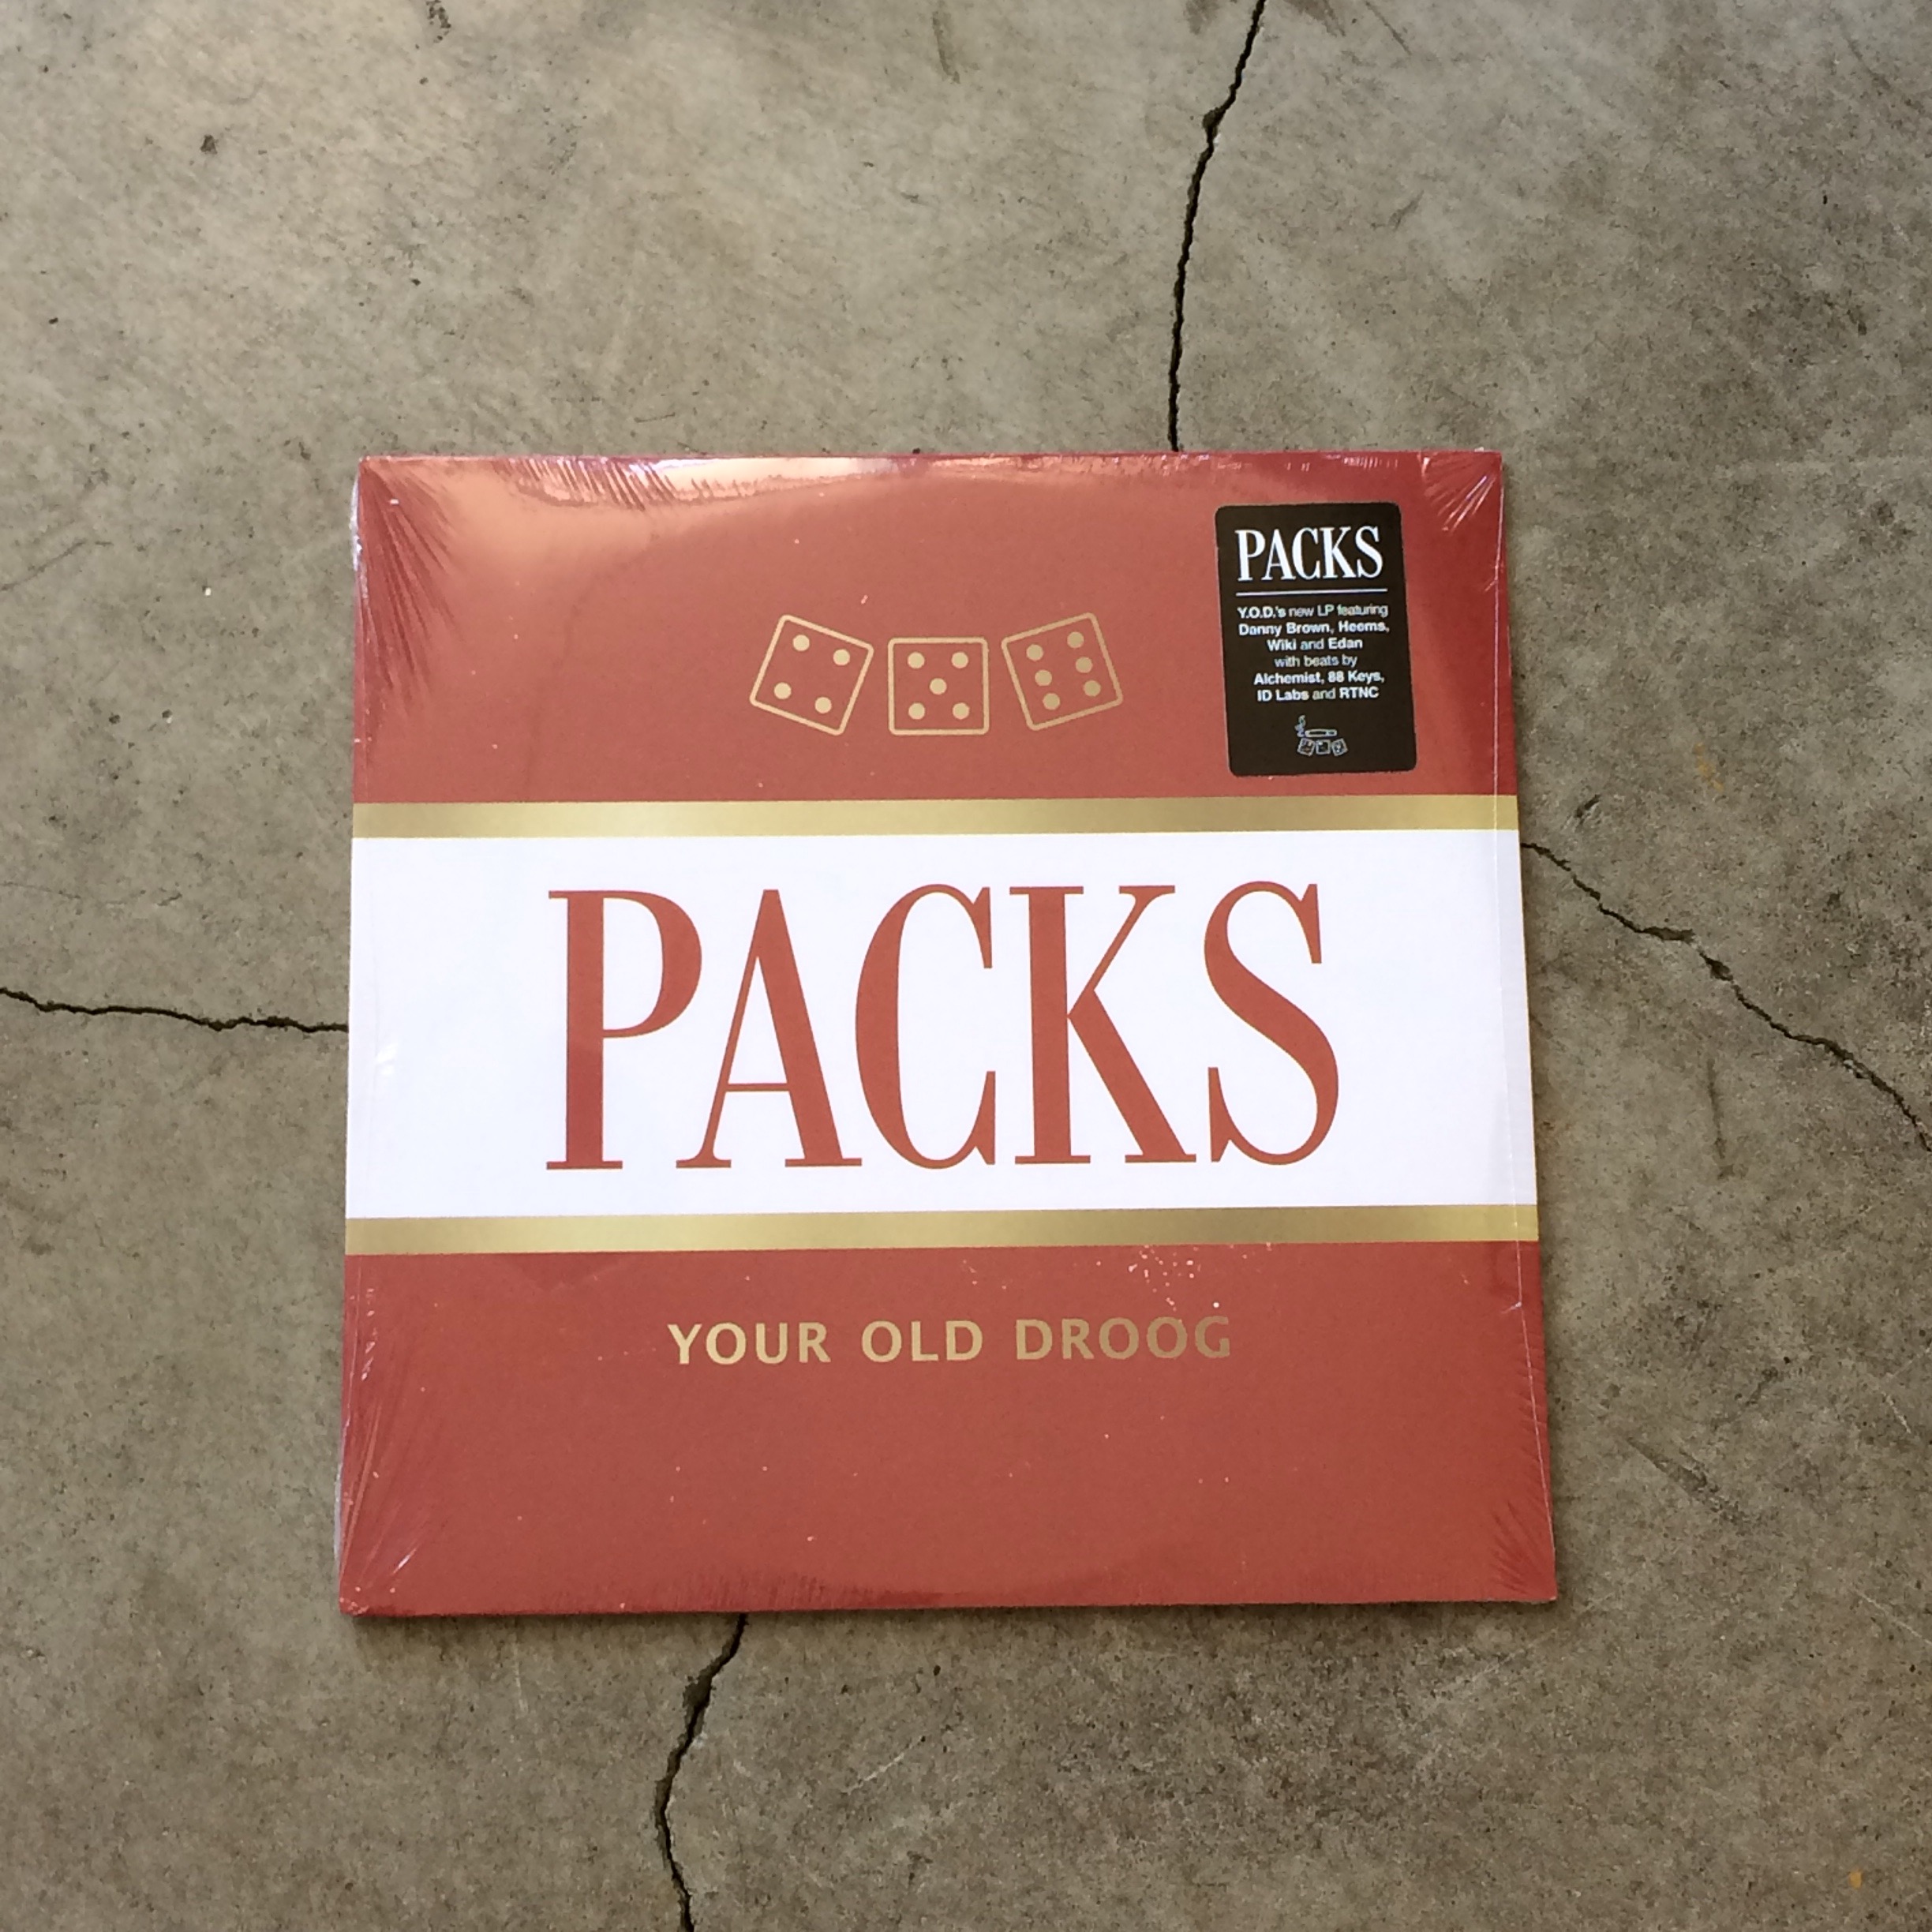 PACKS
Y.O.D.'s new LP featuring
Danny Brown, Heems,
Wiki and Edan
with beats by
Alchemist, 88 Keys,
ID Labs and RTNC
PACKS
YOUR OLD DROOG